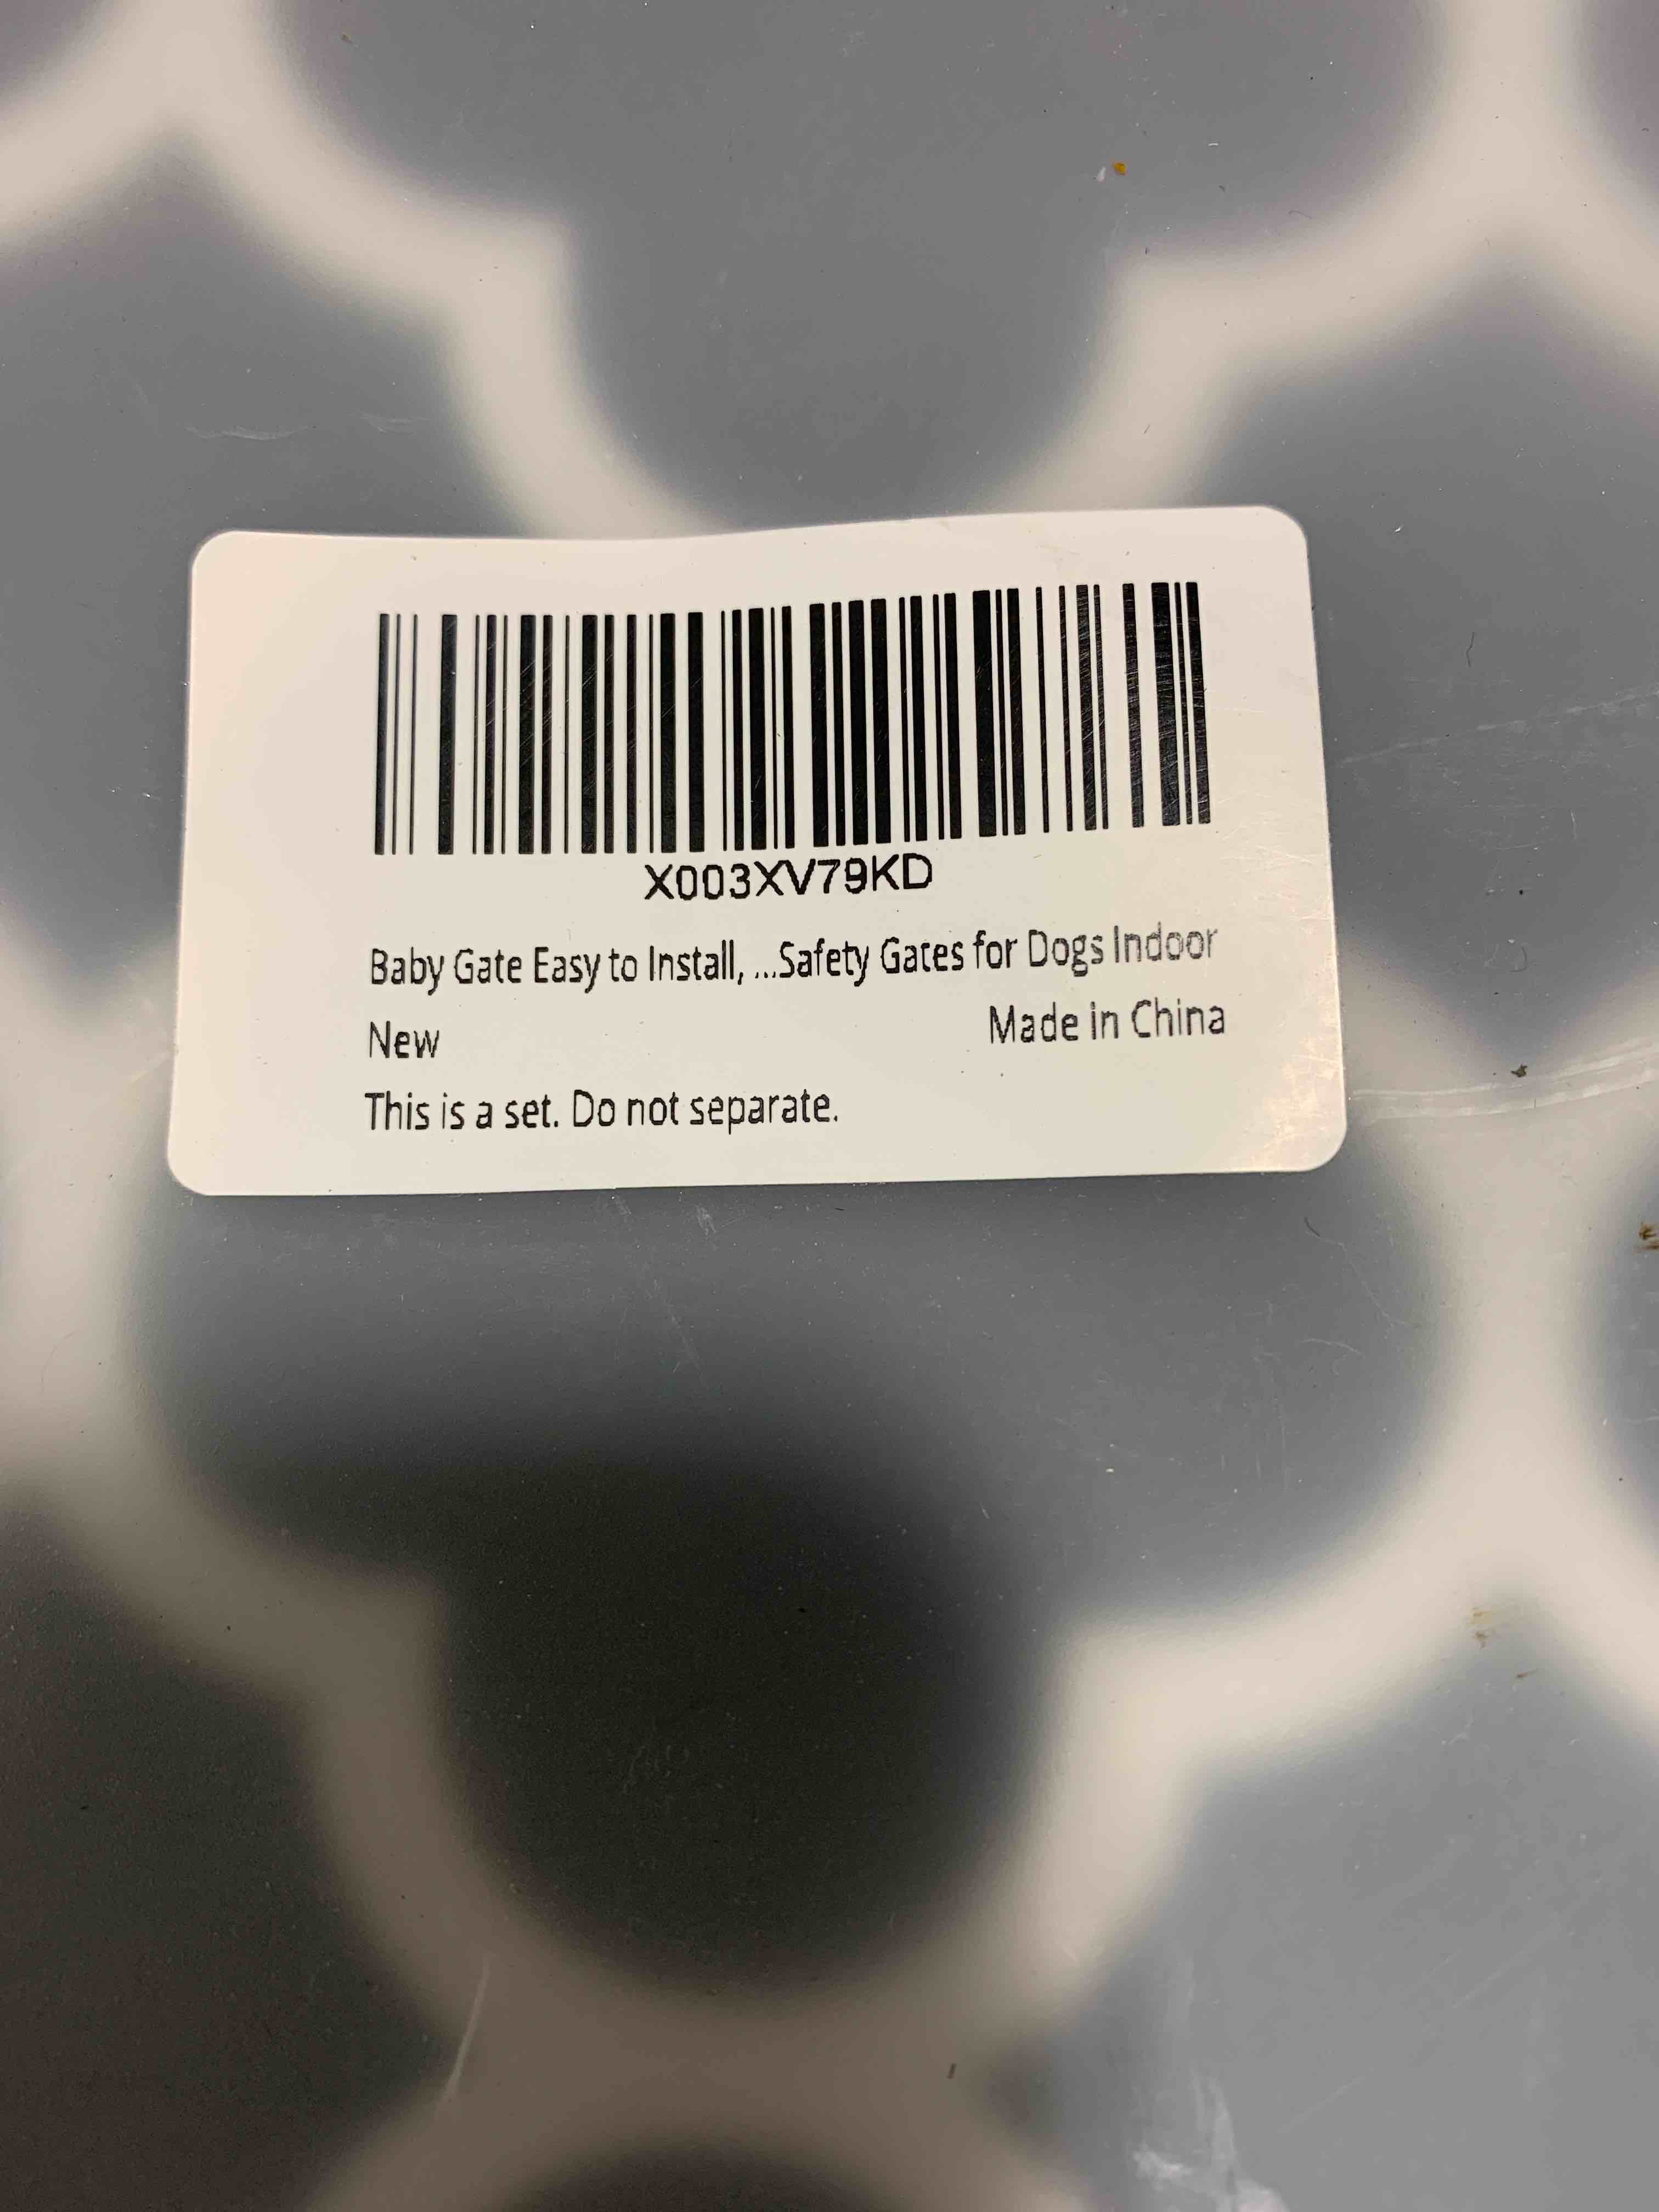 X003XV79KD
Baby Gate Easy to Install, ...Safety Gates for Dogs Indoor
New Made in China
This is a set. Do not separate.